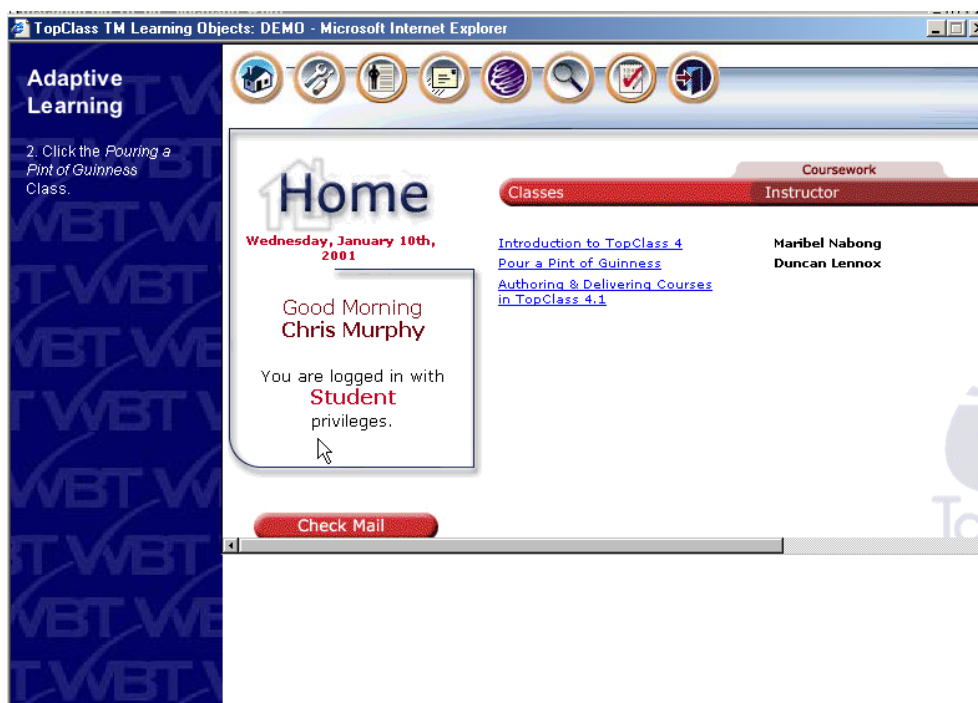 TopClass TM Learning Objects: DEMO - Microsoft Internet Explorer
Adaptive
Learning
2. Click the Pouring a
Pint of Guinness
Class.
Home
Wednesday, January 10th,
2001
Good Morning
Chris Murphy
You are logged in with
Student
privileges.
Check Mail
Coursework
Classes
Instructor
Introduction to TopClass 4
Maribel Nabong
Pour a Pint of Guinness
Duncan Lennox
Authoring & Delivering Courses
in TopClass 4.1
WBT